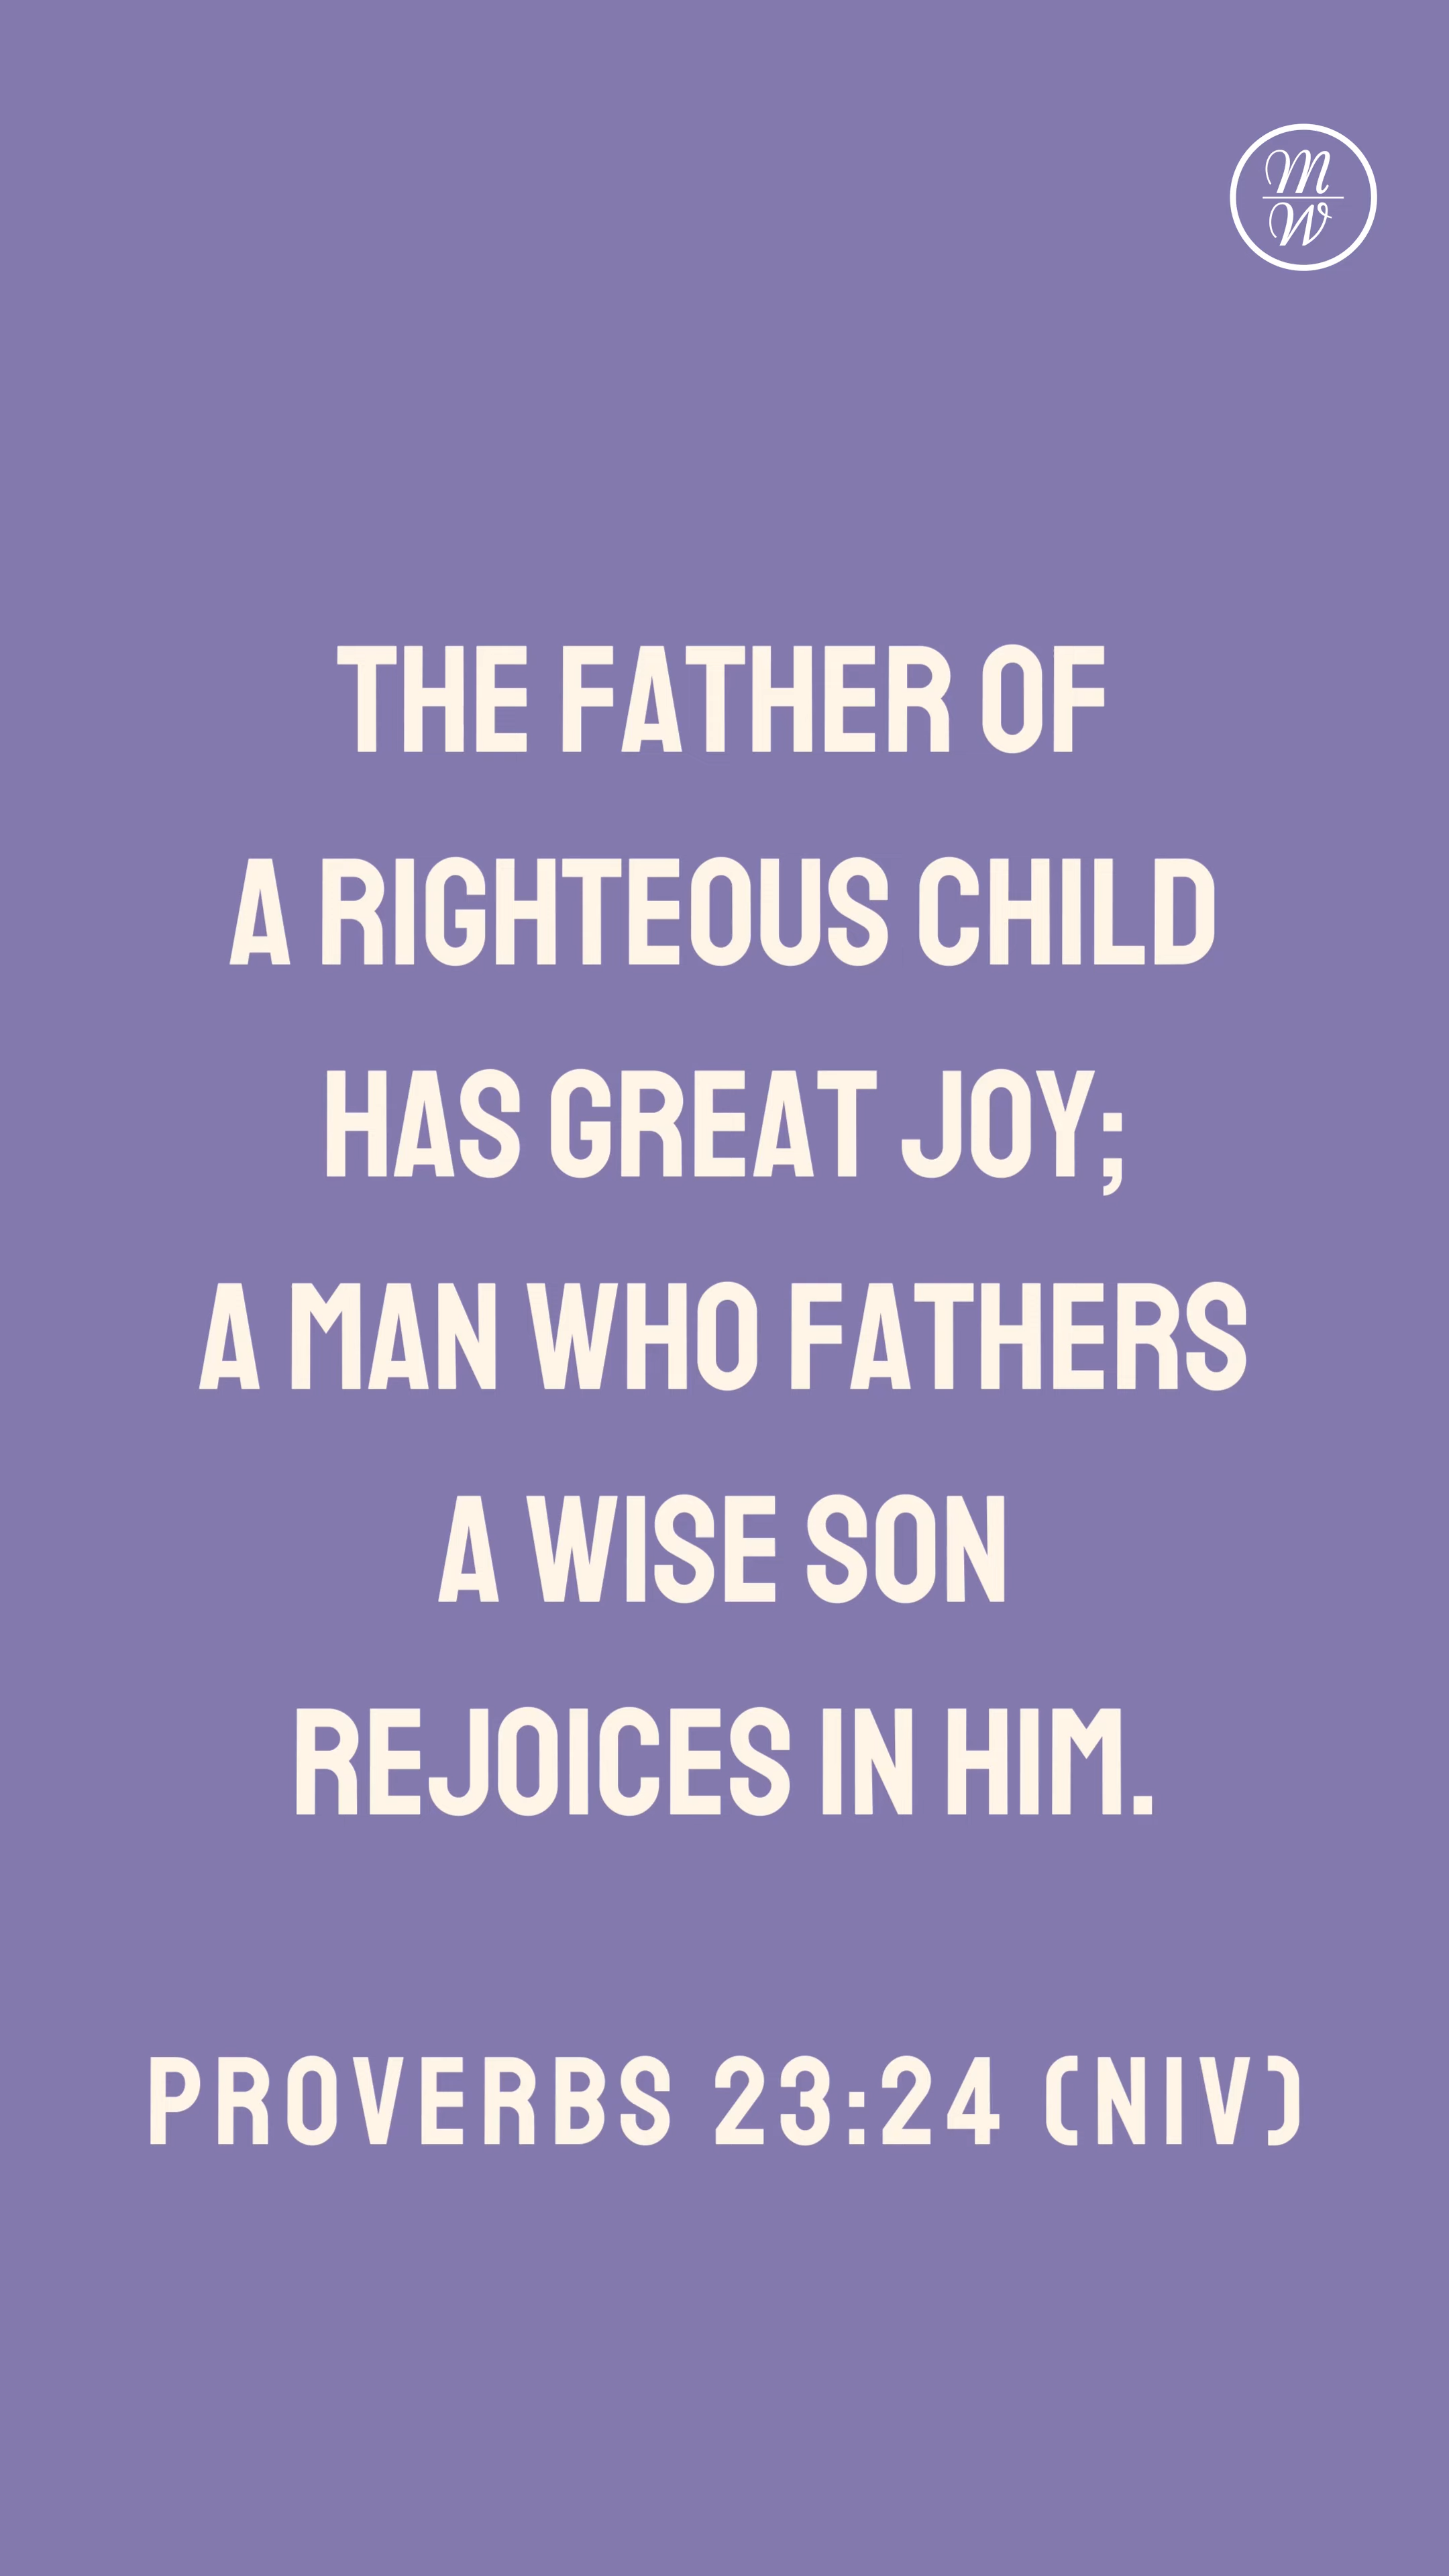 M
W
THE FATHER OF
A RIGHTEOUS CHILD
HAS GREAT JOY;
A MAN WHO FATHERS
A WISE SON
REJOICES IN HIM.
PROVERBS 23:24 (NIV)